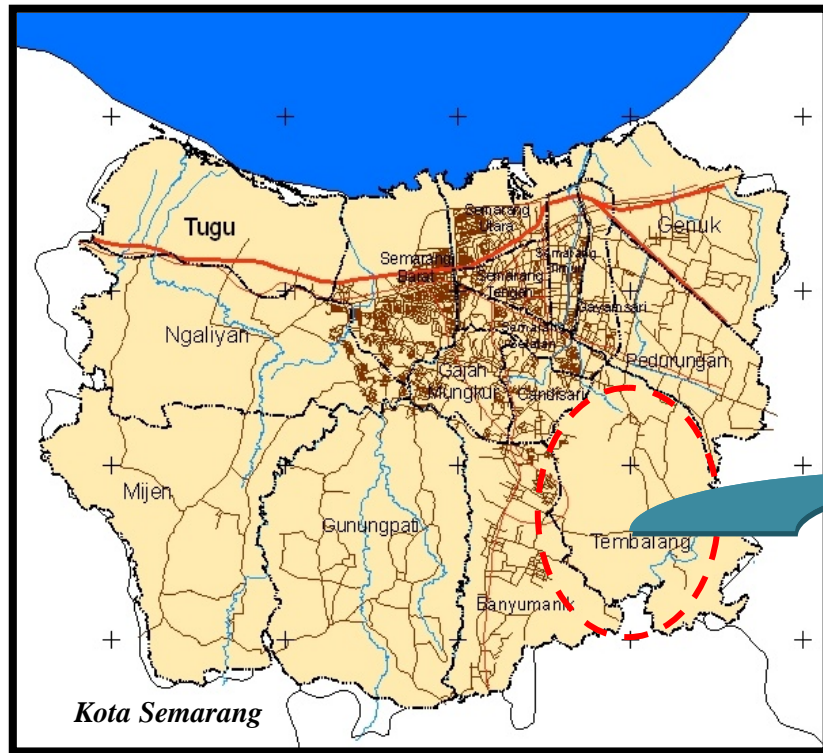 Semarang
Utara
Tugu
Genuk
Semarang
Barat
Semarang
Tengah
Semarang
Gayamsari
Ngaliyan
Semarang
Selatan
Pedurungan
Gajah
Mungkur
Candisari
Mijen
Gunungpati
Tembalang
Banyumanik
Kota Semarang